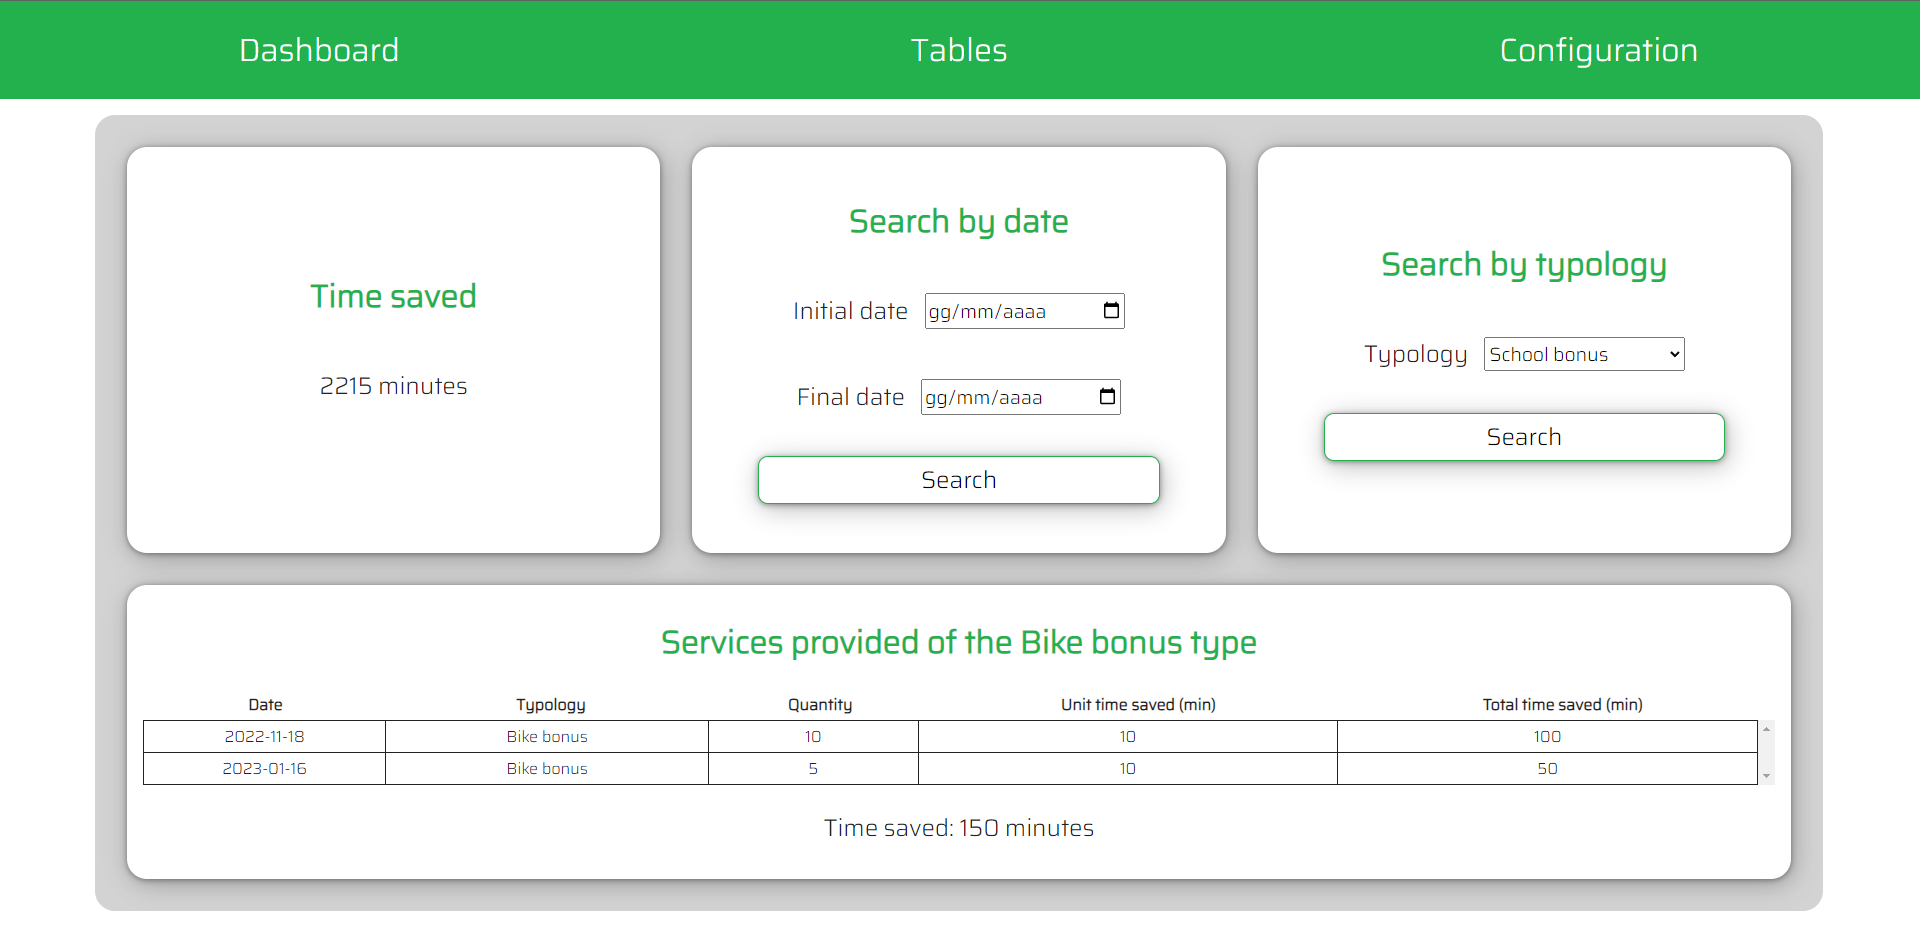 Dashboard Tables Configuration
Time saved
2215 minutes
Search by date
Initial date gg/mm/aaaa
Final date gg/mm/aaaa
Search
Search by typology
Typology School bonus
Search
Services provided of the Bike bonus type
Date Typology Quantity Unit time saved (min) Total time saved (min)
2022-11-18 Bike bonus 10 10 100
2023-01-16 Bike bonus 5 10 50
Time saved: 150 minutes